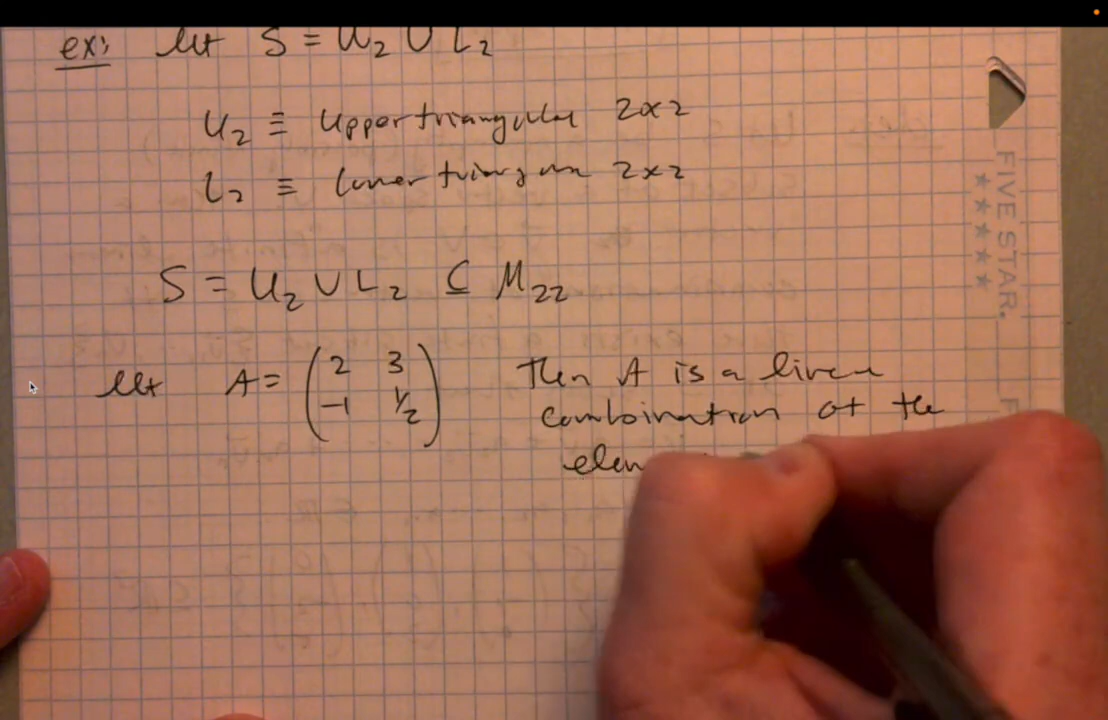 ex: let S = U₂ ∪ L₂
U₂ ≡ upper triangular 2x2
L₂ ≡ lower triangular 2x2
S = U₂ ∪ L₂ ⊆ M₂₂
let A = ( 2 3 ; -1 1/2 ) Then A is a linear
combination of the
elem
FIVE STAR.
★★★★★
F